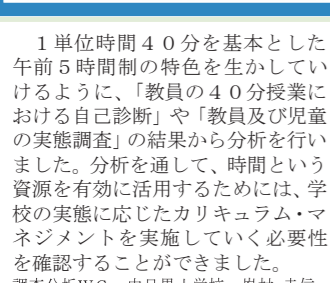 １単位時間４０分を基本とした
午前５時間制の特色を生かしてい
けるように、「教員の４０分授業に
おける自己診断」や「教員及び児童
の実態調査」の結果から分析を行い
ました。分析を通して、時間という
資源を有効に活用するためには、学
校の実態に応じたカリキュラム・マ
ネジメントを実施していく必要性
を確認することができました。